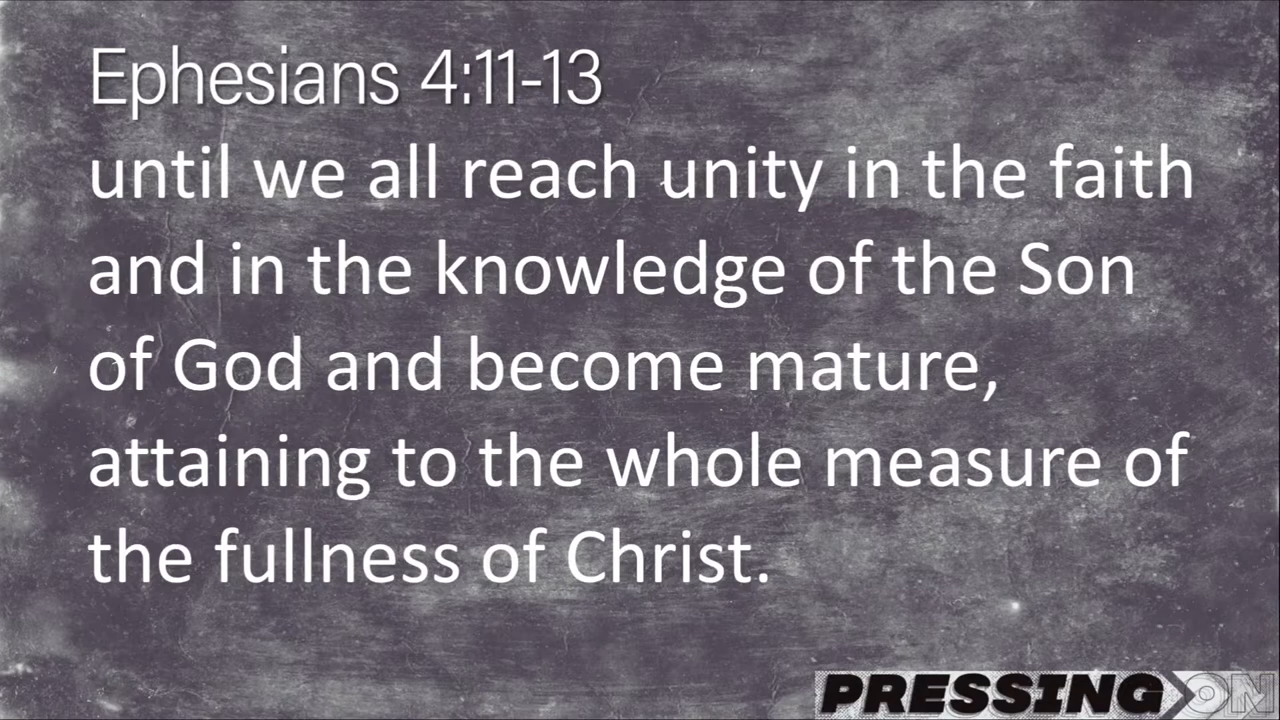 Ephesians 4:11-13
until we all reach unity in the faith
and in the knowledge of the Son
of God and become mature,
attaining to the whole measure of
the fullness of Christ.
PRESSING ON